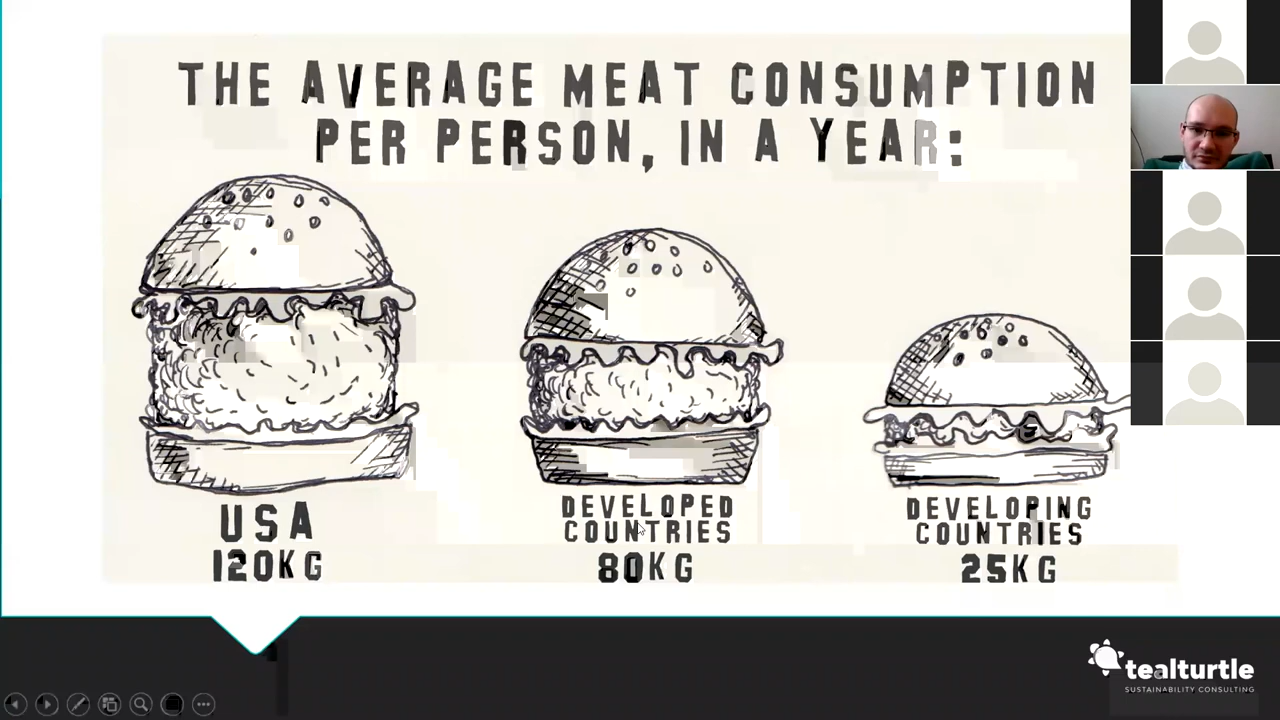 THE AVERAGE MEAT CONSUMPTION
PER PERSON, IN A YEAR:
USA
120KG
DEVELOPED
COUNTRIES
80KG
DEVELOPING
COUNTRIES
25KG
tealturtle
SUSTAINABILITY CONSULTING